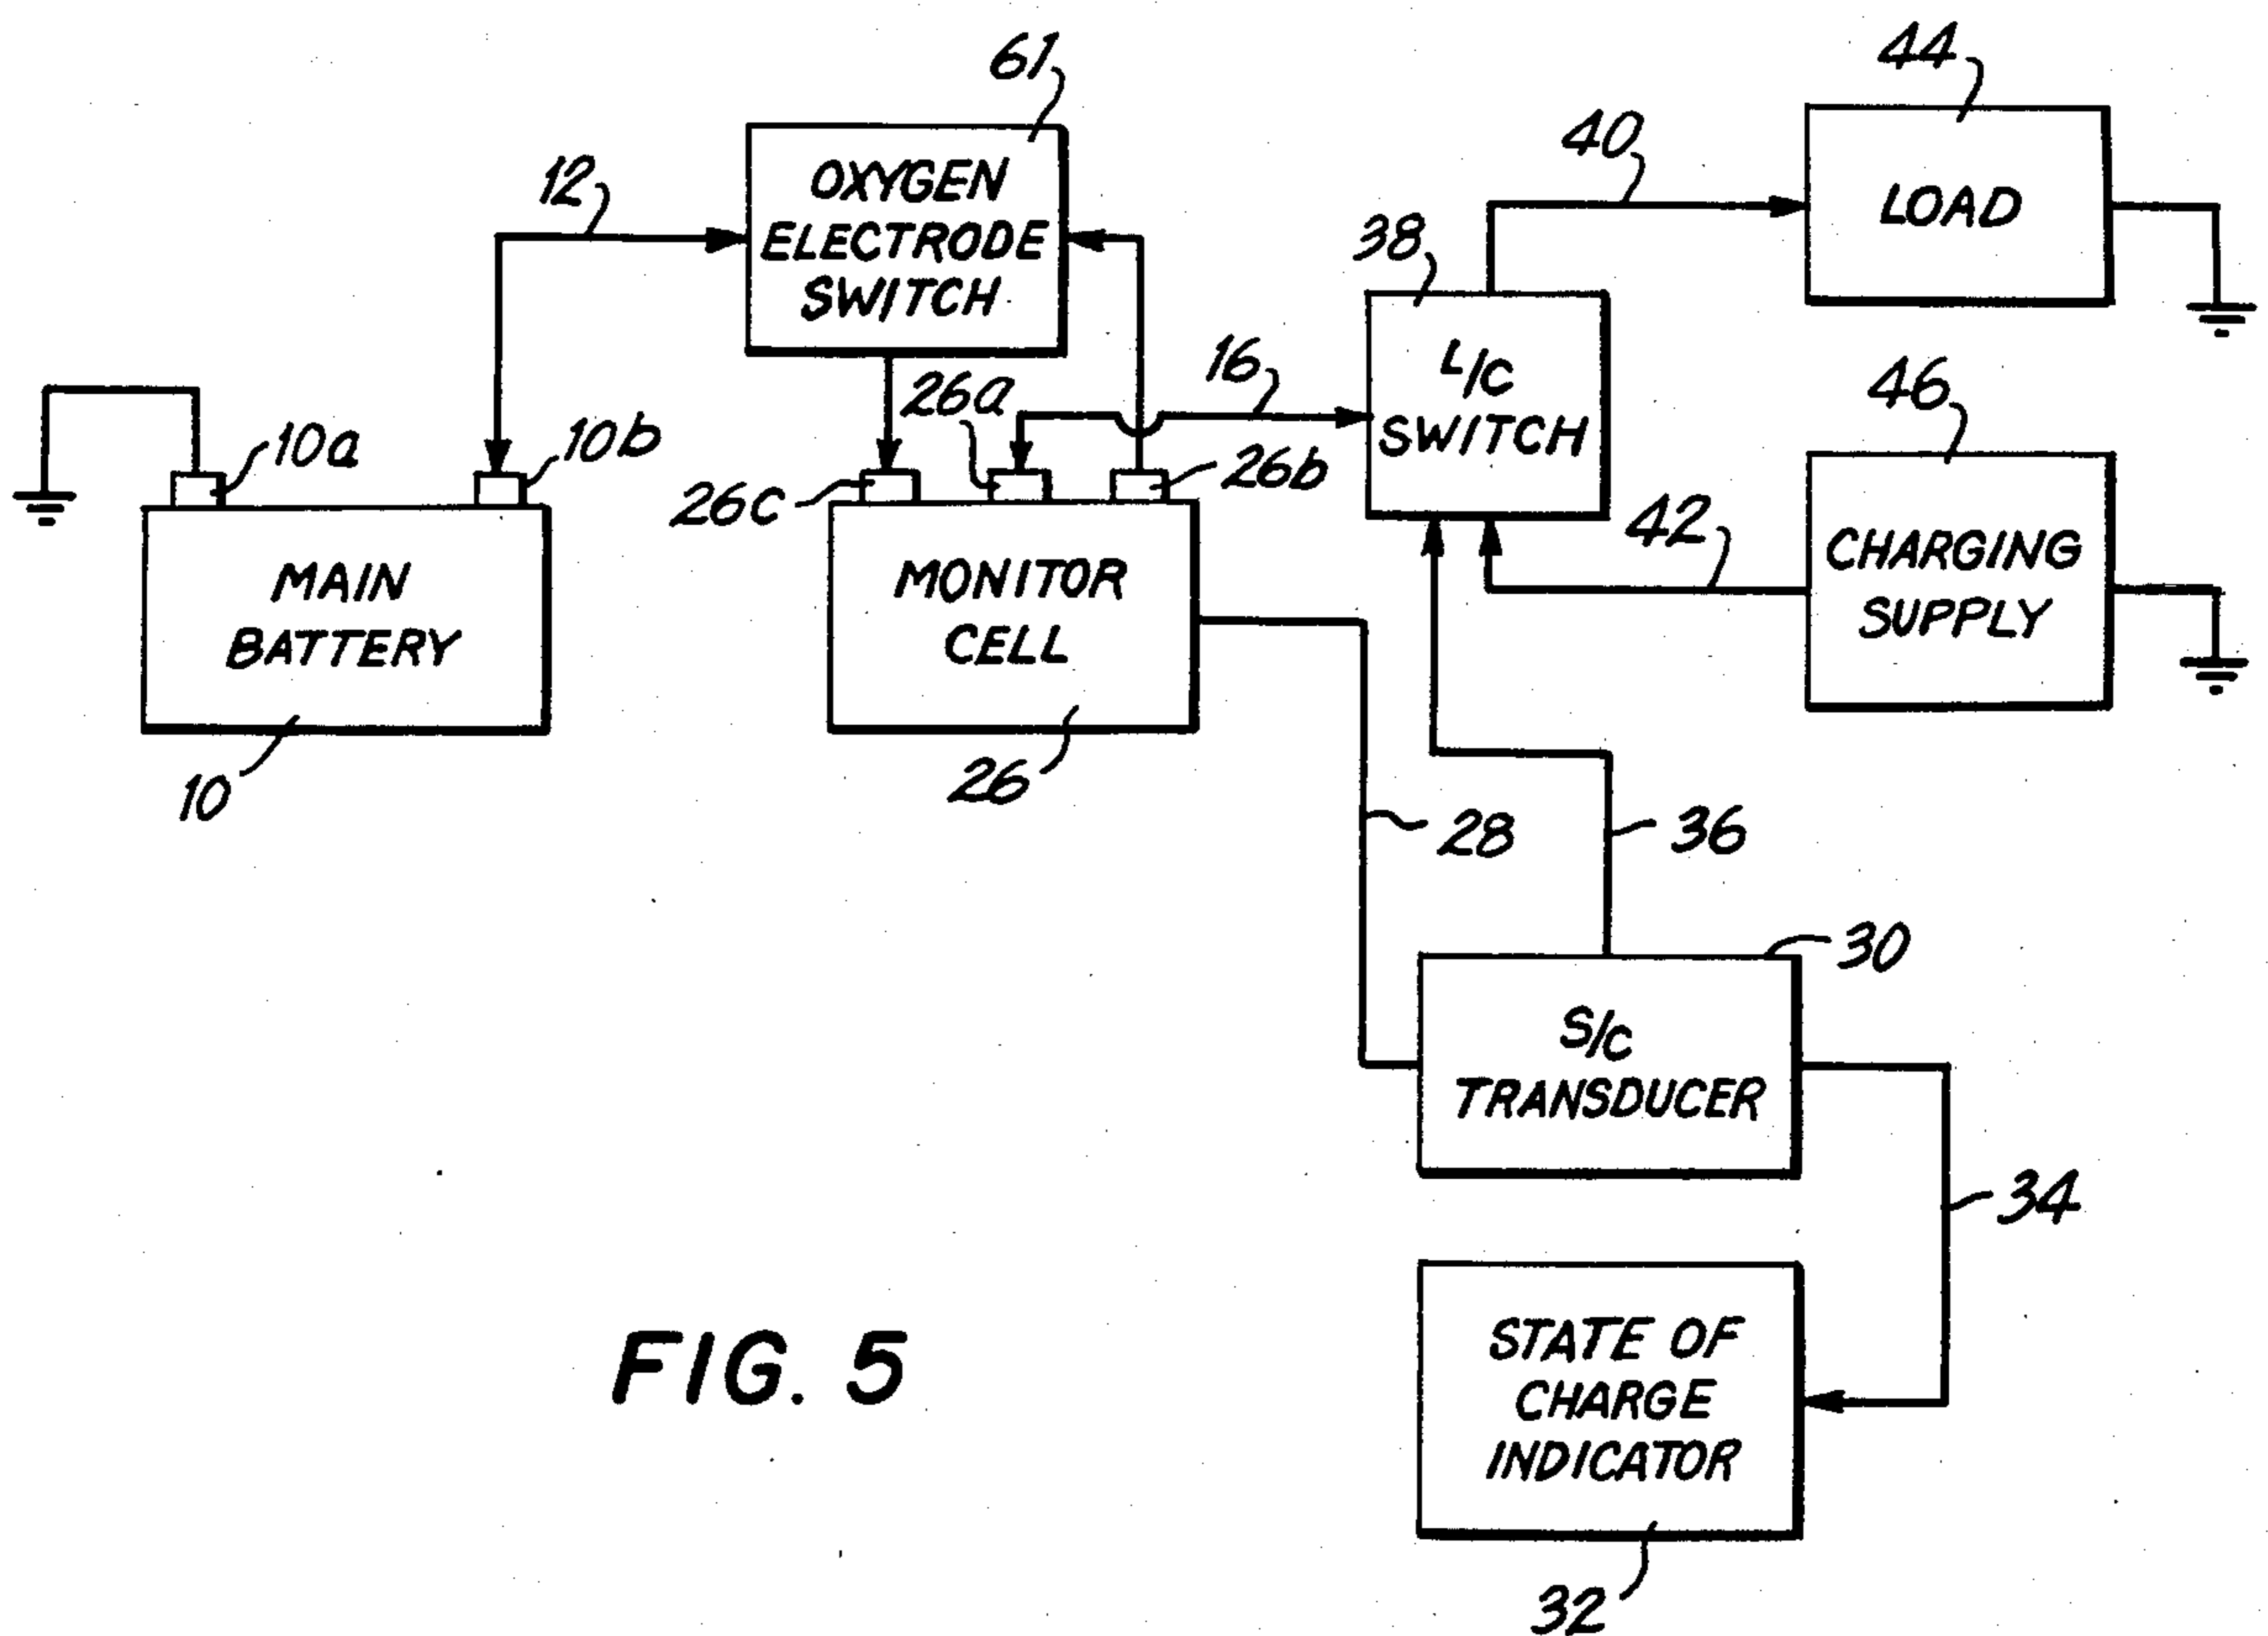 61
44
40
12
OXYGEN
ELECTRODE
SWITCH
LOAD
38
16
L/C
SWITCH
26a
46
10a
10b
26c
26b
42
CHARGING
SUPPLY
MAIN
BATTERY
MONITOR
CELL
10
26
28
36
30
S/C
TRANSDUCER
34
STATE OF
CHARGE
INDICATOR
32
FIG. 5